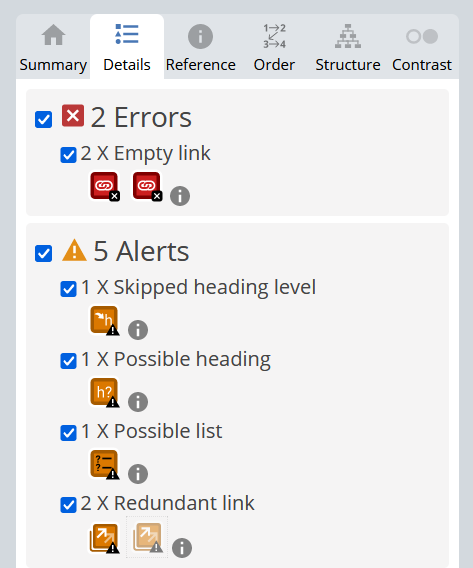 Summary Details Reference Order Structure Contrast
2 Errors
2 X Empty link
5 Alerts
1 X Skipped heading level
h
1 X Possible heading
h?
1 X Possible list
2 X Redundant link